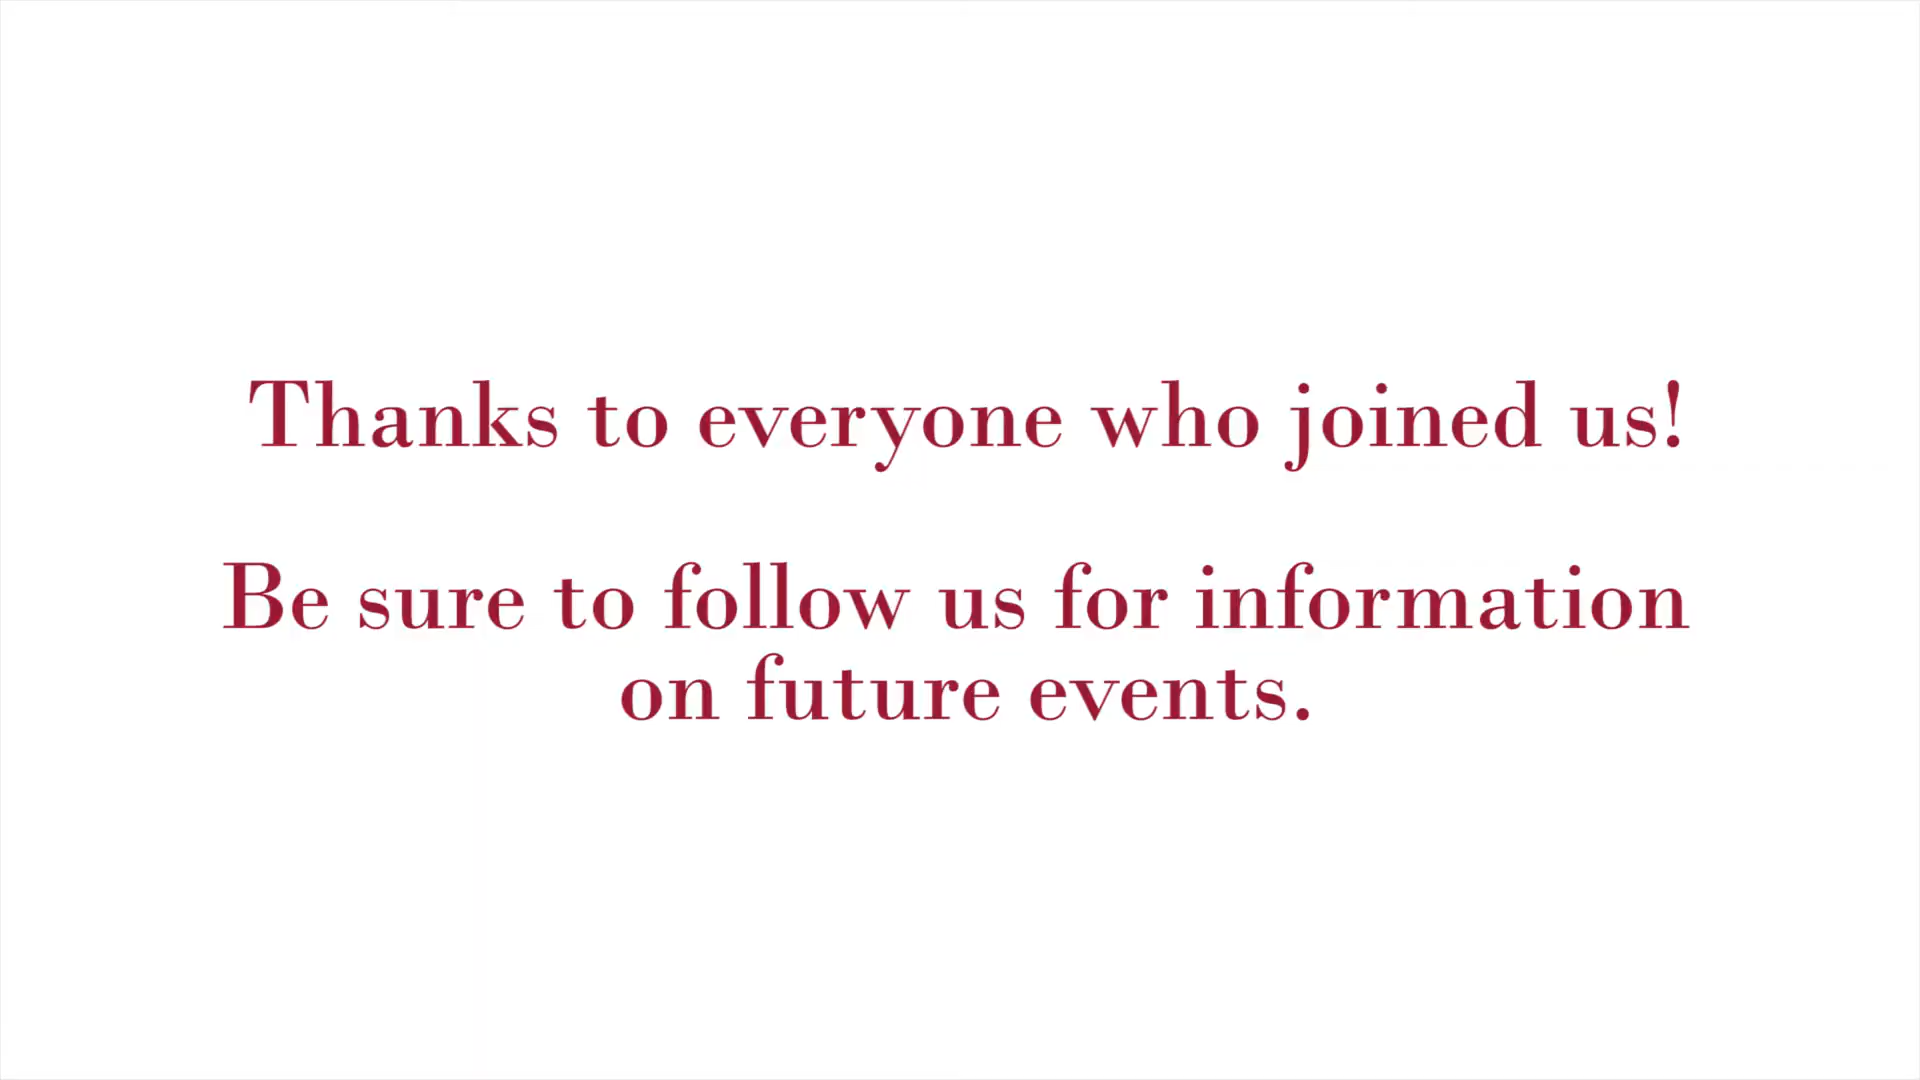 Thanks to everyone who joined us!
Be sure to follow us for information
on future events.